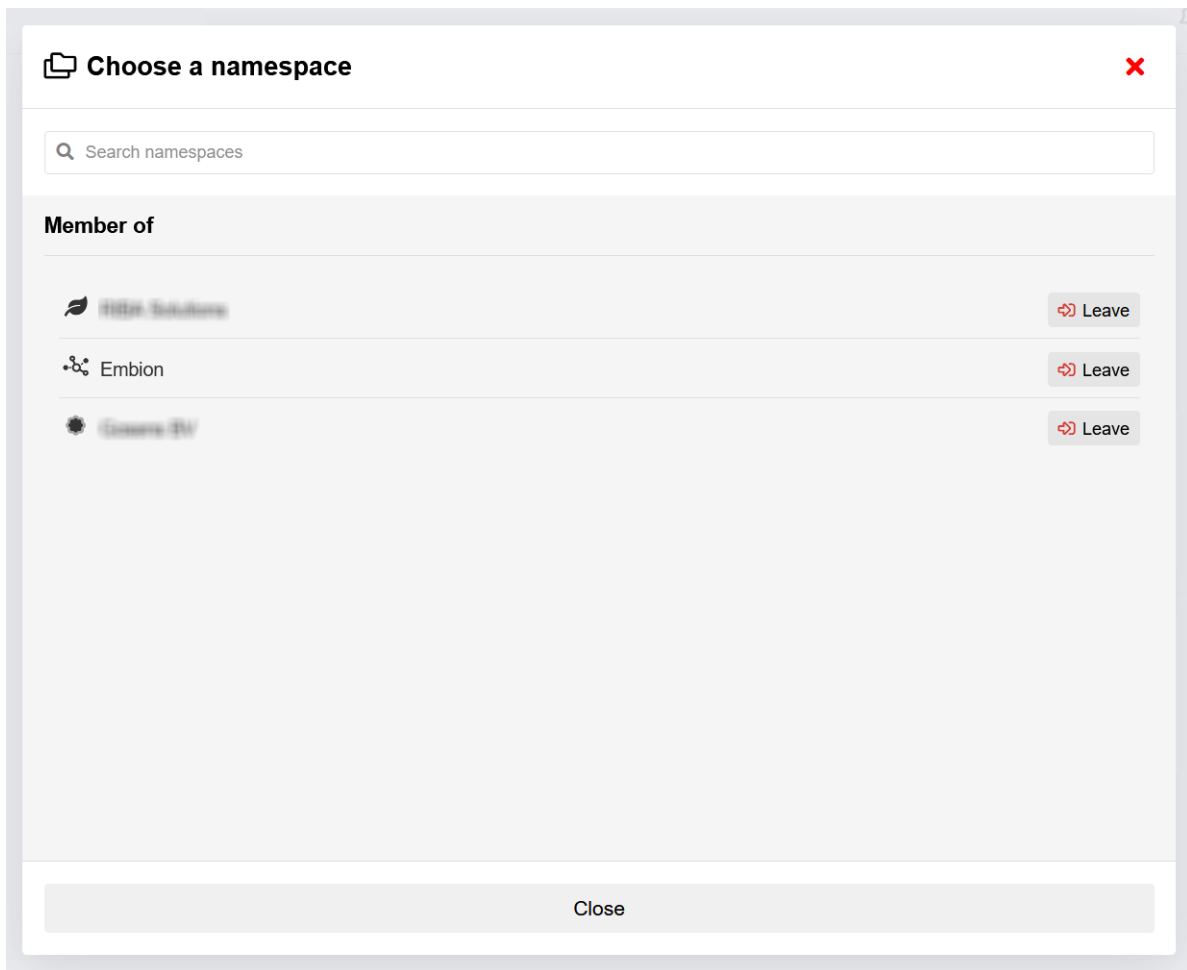 Choose a namespace
Search namespaces
Member of
Leave
Embion
Leave
Leave
Close